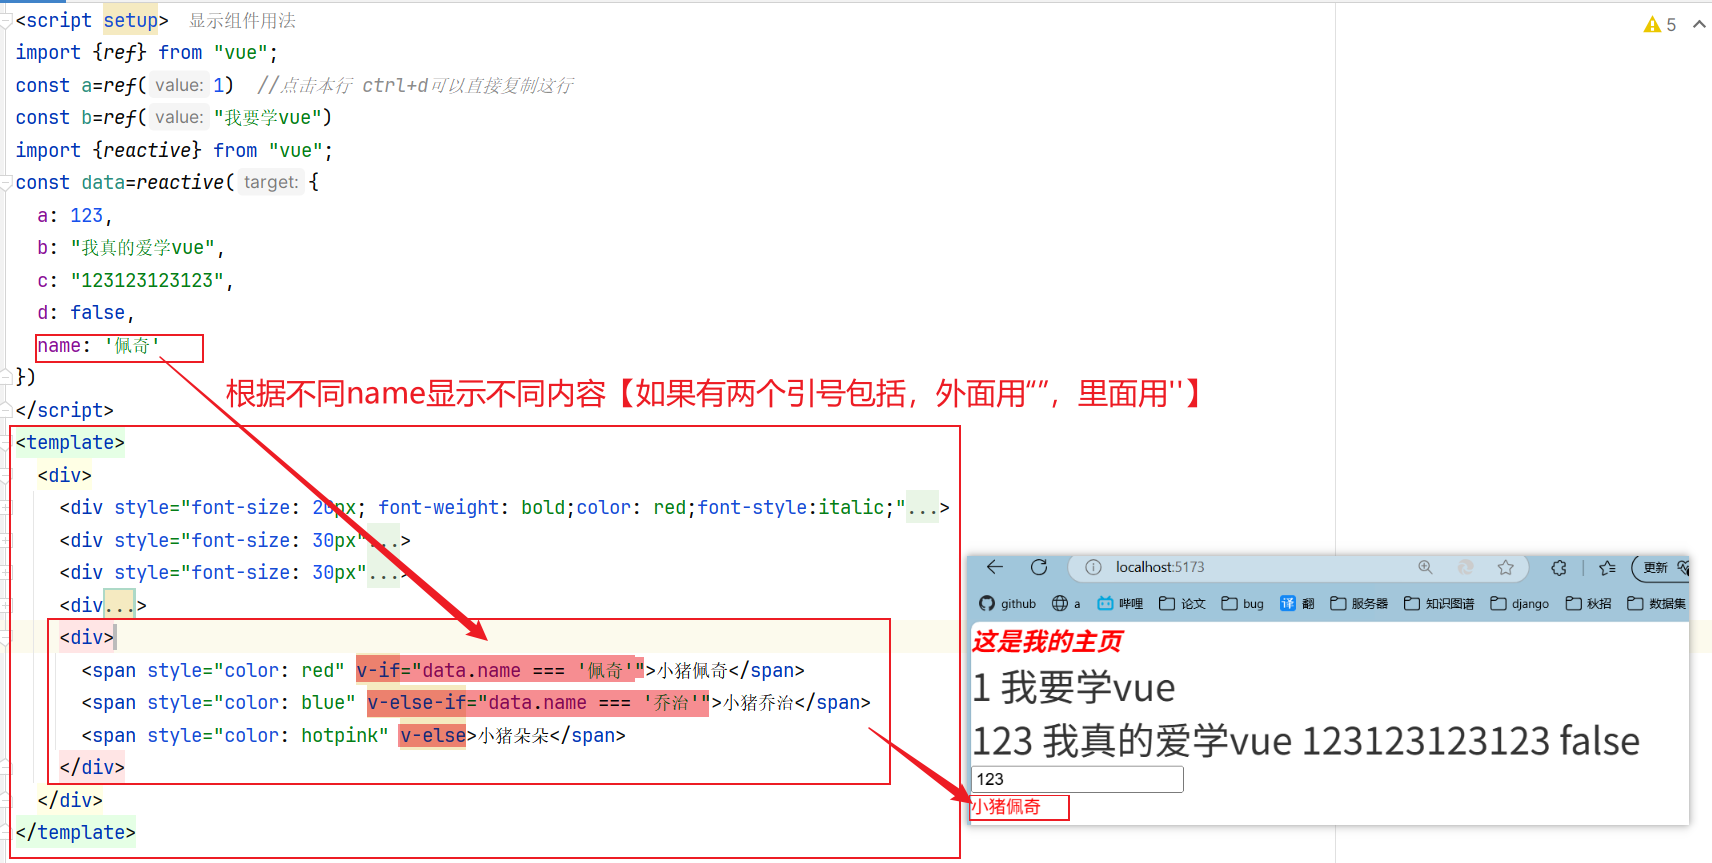 <script setup> 显示组件用法
import {ref} from "vue";
const a=ref( value: 1) //点击本行 ctrl+d可以直接复制这行
const b=ref( value: "我要学vue")
import {reactive} from "vue";
const data=reactive( target: {
a: 123,
b: "我真的爱学vue",
c: "123123123123",
d: false,
name: '佩奇'
})
</script>
根据不同name显示不同内容【如果有两个引号包括，外面用“”，里面用''】
<template>
<div>
<div style="font-size: 20px; font-weight: bold;color: red;font-style:italic;"...>
<div style="font-size: 30px"...>
<div style="font-size: 30px"...>
<div...>
<div>
<span style="color: red" v-if="data.name === '佩奇'">小猪佩奇</span>
<span style="color: blue" v-else-if="data.name === '乔治'">小猪乔治</span>
<span style="color: hotpink" v-else>小猪朵朵</span>
</div>
</div>
</template>
5
localhost:5173
更新
github a 哔哩 论文 bug 译 翻 服务器 知识图谱 django 秋招 数据集
这是我的主页
1 我要学vue
123 我真的爱学vue 123123123123 false
123
小猪佩奇